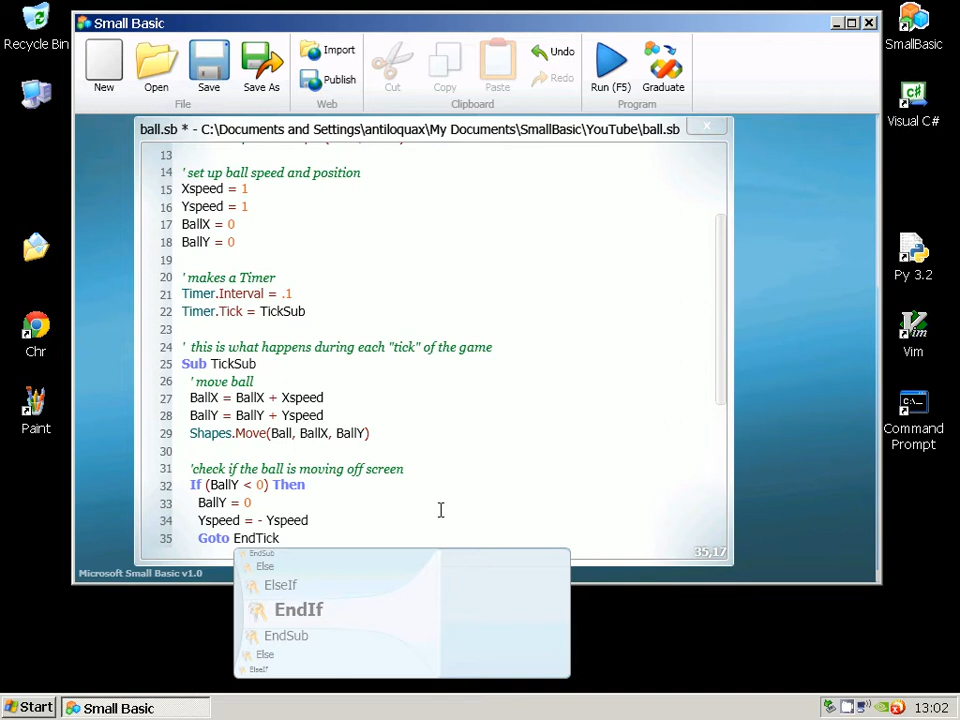 Recycle Bin
Chr
Paint
Small Basic
New
Open
Save
Save As
File
Import
Publish
Web
Cut
Copy
Paste
Undo
Redo
Clipboard
Run (F5)
Graduate
Program
ball.sb * - C:\Documents and Settings\antiloquax\My Documents\SmallBasic\YouTube\ball.sb
13
14 ' set up ball speed and position
15 Xspeed = 1
16 Yspeed = 1
17 BallX = 0
18 BallY = 0
19
20 ' makes a Timer
21 Timer.Interval = .1
22 Timer.Tick = TickSub
23
24 ' this is what happens during each "tick" of the game
25 Sub TickSub
26 ' move ball
27 BallX = BallX + Xspeed
28 BallY = BallY + Yspeed
29 Shapes.Move(Ball, BallX, BallY)
30
31 'check if the ball is moving off screen
32 If (BallY < 0) Then
33 BallY = 0
34 Yspeed = - Yspeed
35 Goto EndTick
35,17
EndSub
Else
ElseIf
EndIf
EndSub
Else
ElseIf
Microsoft Small Basic v1.0
SmallBasic
Visual C#
Py 3.2
Vim
Command
Prompt
Start
Small Basic
13:02